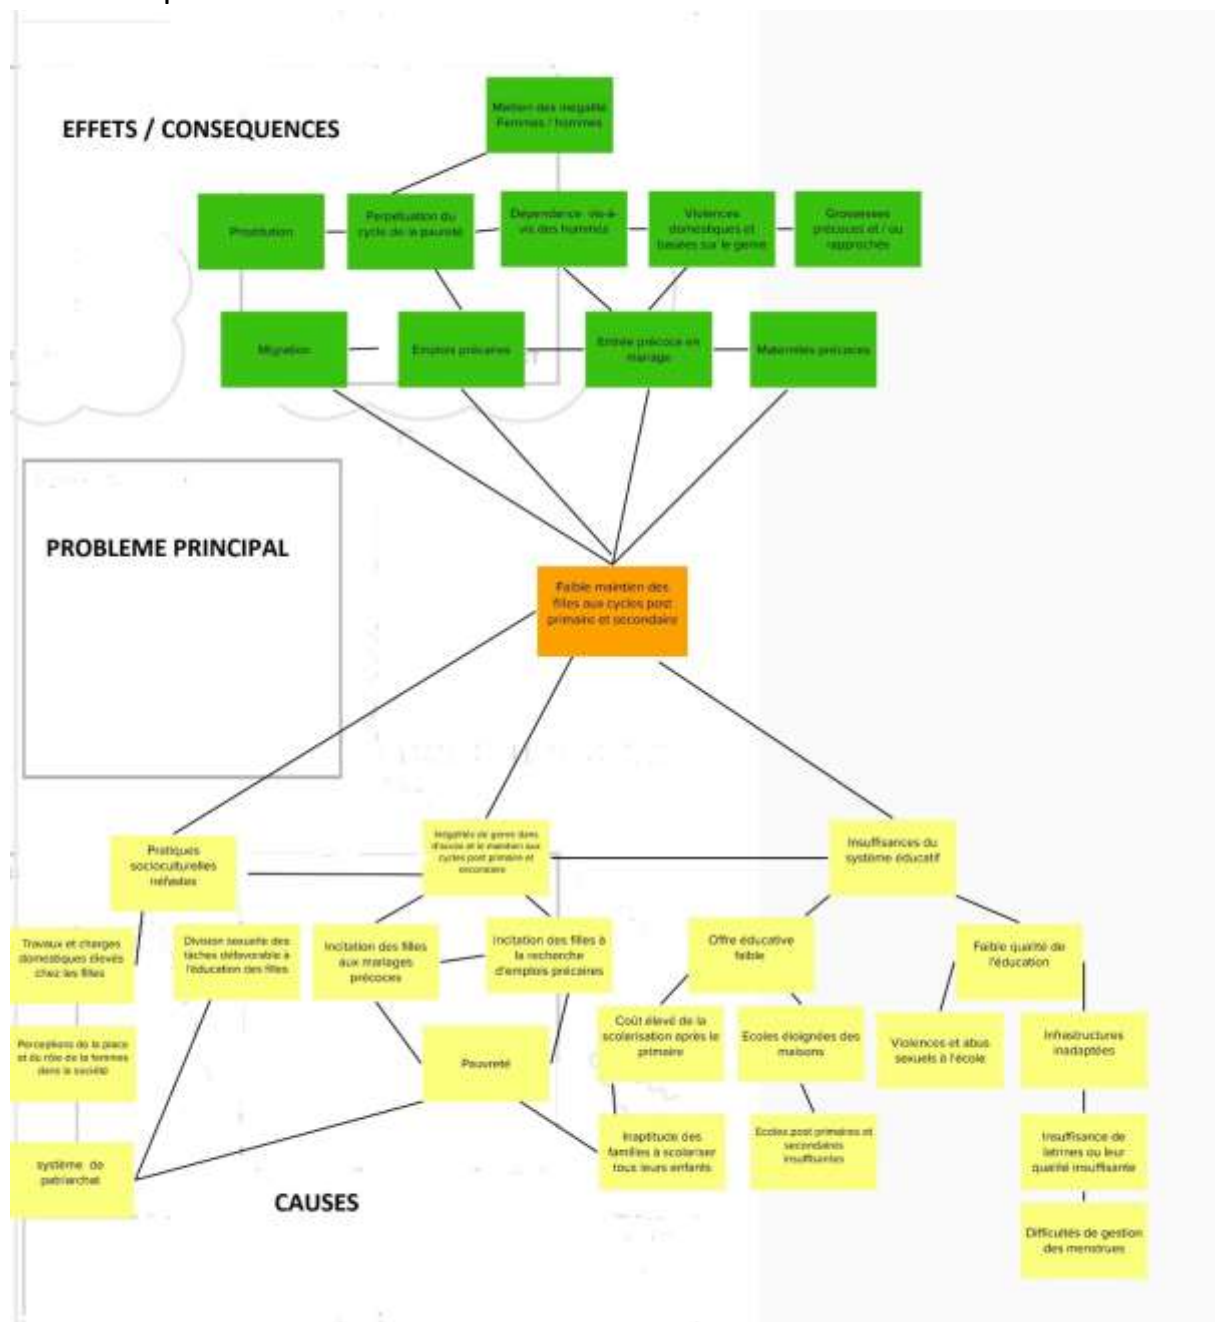 Maintien des inégalité
Femmes / hommes
EFFETS / CONSEQUENCES
Prostitution
Perpétuation du
cycle de la paureté
Dépendance vis-à-
vis des hommes
Violences
domestiques et
basées sur le genre
Grossesses
précoces et / ou
rapprochés
Migration
Emplois précaires
Entrée précoce en
mariage
Maternités précoces
PROBLEME PRINCIPAL
Faible maintien des
filles aux cycles post
primaire et secondaire
Pratiques
socioculturelles
néfastes
Inégalités de genre dans
l'accès et le maintien aux
cycles post primaire et
secondaire
Insuffisances du
système éducatif
Travaux et charges
domestiques élevés
chez les filles
Division sexuelle des
tâches défavorable à
l'éducation des filles
Incitation des filles
aux mariages
précoces
Incitation des filles à
la recherche
d'emplois précaires
Offre éducative
faible
Faible qualité de
l'éducation
Perceptions de la place
et du rôle de la femmes
dans la société
Pauvreté
Coût élevé de la
scolarisation après le
primaire
Ecoles éloignées des
maisons
Violences et abus
sexuels à l'école
Infrastructures
inadaptées
système de
patriarchat
Inaptitude des
familles à scolariser
tous leurs enfants
Ecoles post primaires et
secondaires
insuffisantes
Insuffisance de
latrines ou leur
qualité insuffisante
CAUSES
Difficultés de gestion
des menstrues